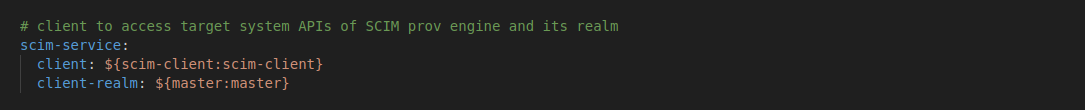 # client to access target system APIs of SCIM prov engine and its realm
scim-service:
  client: ${scim-client:scim-client}
  client-realm: ${master:master}